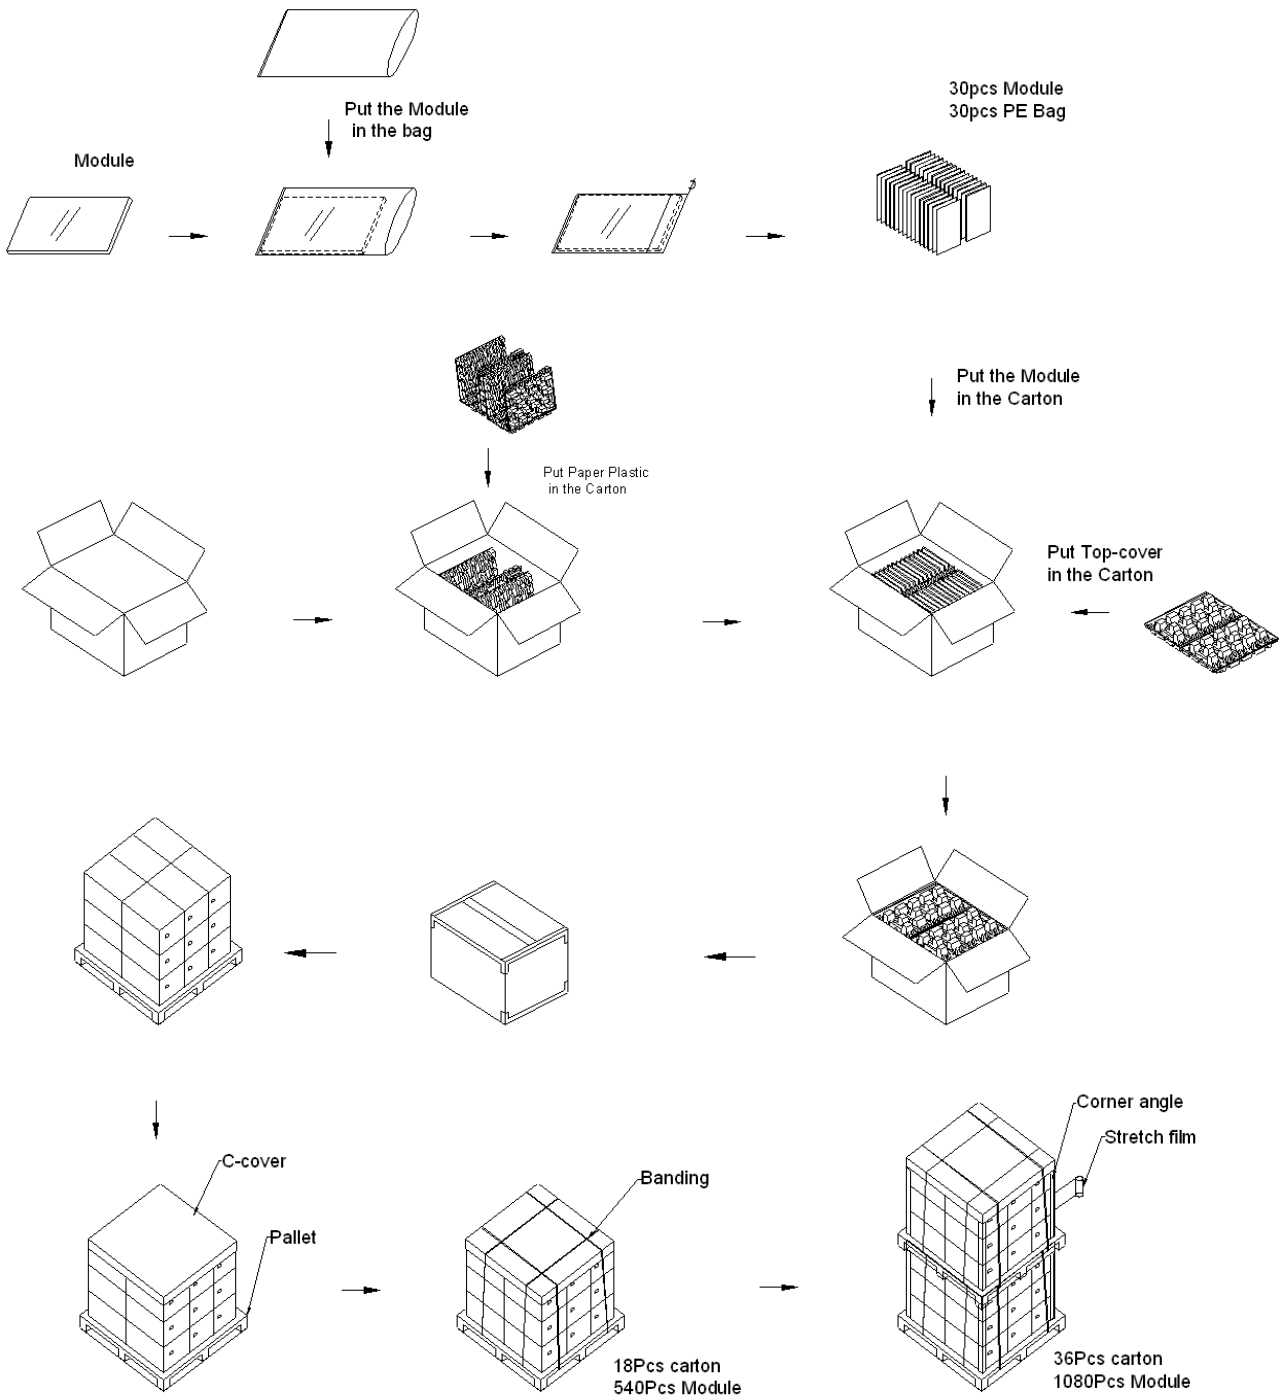 Put the Module
in the bag
30pcs Module
30pcs PE Bag
Module
Put the Module
in the Carton
Put Paper Plastic
in the Carton
Put Top-cover
in the Carton
Corner angle
Stretch film
C-cover
Banding
Pallet
18Pcs carton
540Pcs Module
36Pcs carton
1080Pcs Module